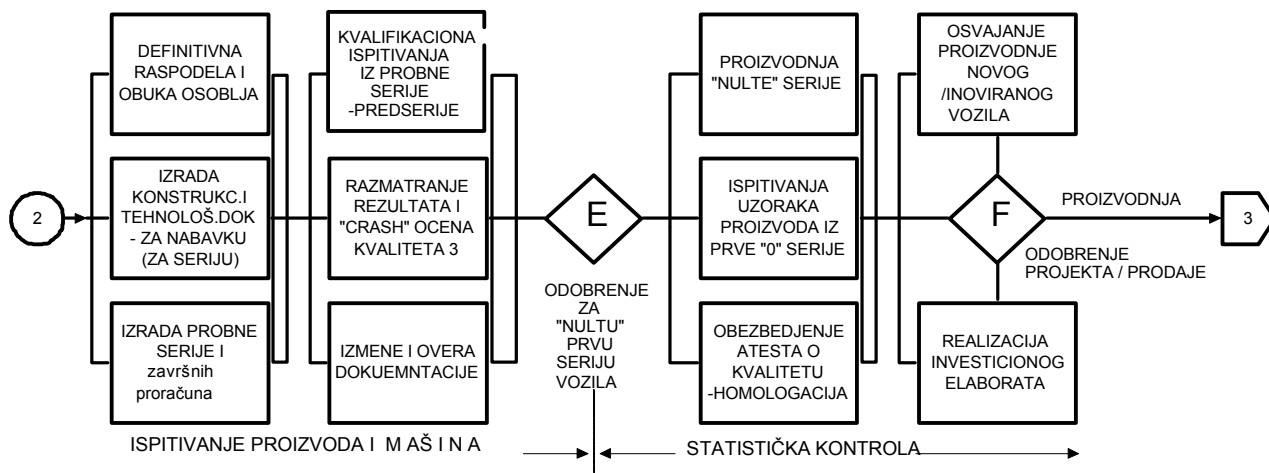 2
DEFINITIVNA
RASPODELA I
OBUKA OSOBLJA
IZRADA
KONSTRUKC.I
TEHNOLOŠ.DOK
- ZA NABAVKU
(ZA SERIJU)
IZRADA PROBNE
SERIJE I
završnih
proračuna
KVALIFIKACIONA
ISPITIVANJA
IZ PROBNE
SERIJE
-PREDSERIJE
RAZMATRANJE
REZULTATA I
"CRASH" OCENA
KVALITETA 3
IZMENE I OVERA
DOKUEMNTACIJE
E
ODOBRENJE
ZA
"NULTU"
PRVU
SERIJU
VOZILA
PROIZVODNJA
"NULTE" SERIJE
ISPITIVANJA
UZORAKA
PROIZVODA IZ
PRVE "0" SERIJE
OBEZBEDJENJE
ATESTA O
KVALITETU
-HOMOLOGACIJA
OSVAJANJE
PROIZVODNJE
NOVOG
/INOVIRANOG
VOZILA
F
REALIZACIJA
INVESTICIONOG
ELABORATA
PROIZVODNJA
ODOBRENJE
PROJEKTA / PRODAJE
3
ISPITIVANJE PROIZVODA I M A Š I N A
STATISTIČKA KONTROLA